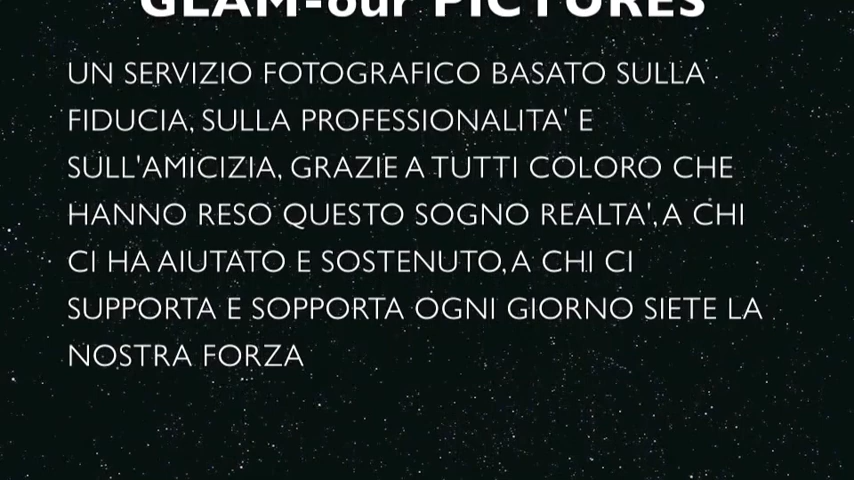 GLAM-our PICTURES
UN SERVIZIO FOTOGRAFICO BASATO SULLA
FIDUCIA, SULLA PROFESSIONALITA' E
SULL'AMICIZIA, GRAZIE A TUTTI COLORO CHE
HANNO RESO QUESTO SOGNO REALTA', A CHI
CI HA AIUTATO E SOSTENUTO, A CHI CI
SUPPORTA E SOPPORTA OGNI GIORNO SIETE LA
NOSTRA FORZA